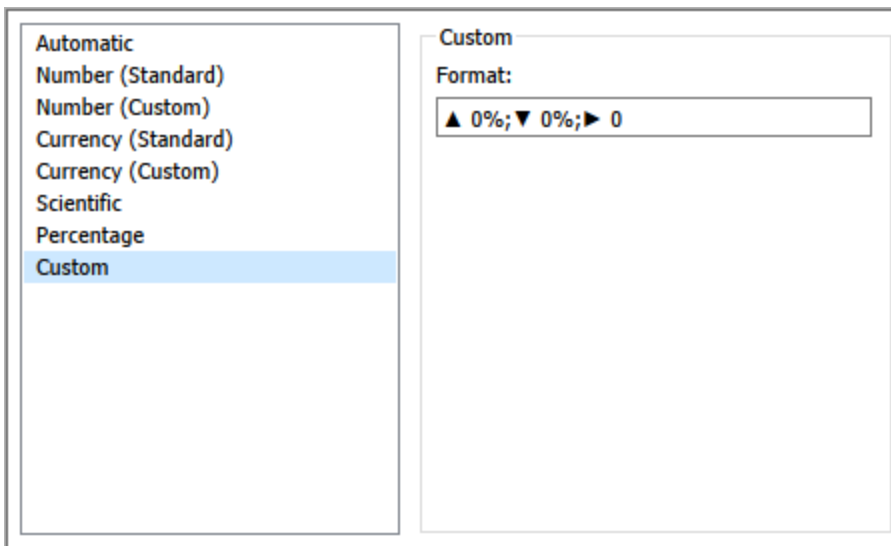 Automatic
Number (Standard)
Number (Custom)
Currency (Standard)
Currency (Custom)
Scientific
Percentage
Custom
Custom
Format:
▲ 0%;▼ 0%;► 0